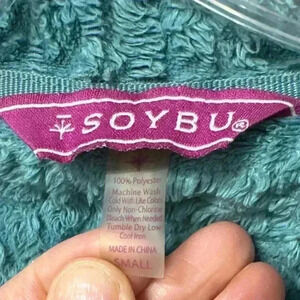 SOYBU®
100% Polyester
Machine Wash
Cold With Like Colors
Only Non-Chlorine
Bleach When Needed
Tumble Dry Low
Cool Iron
MADE IN CHINA
SMALL